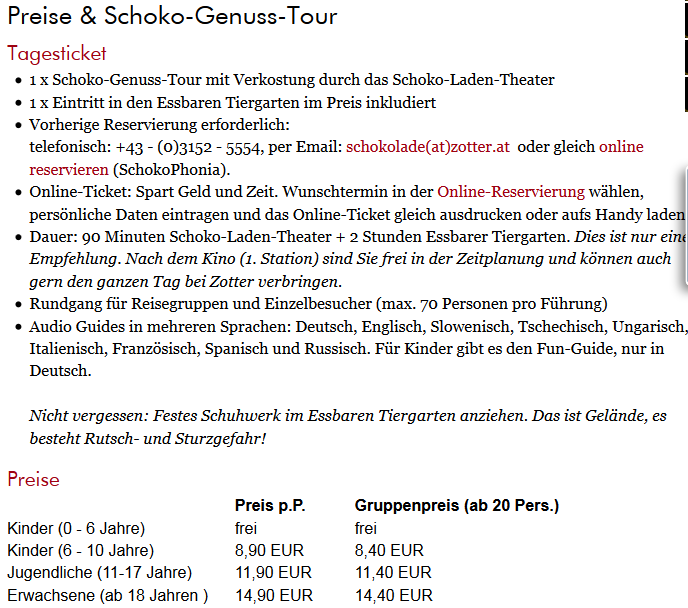 Preise & Schoko-Genuss-Tour
Tagesticket
• 1 x Schoko-Genuss-Tour mit Verkostung durch das Schoko-Laden-Theater
• 1 x Eintritt in den Essbaren Tiergarten im Preis inkludiert
• Vorherige Reservierung erforderlich:
telefonisch: +43 - (0)3152 - 5554, per Email: schokolade(at)zotter.at oder gleich online
reservieren (SchokoPhonia).
• Online-Ticket: Spart Geld und Zeit. Wunschtermin in der Online-Reservierung wählen,
persönliche Daten eintragen und das Online-Ticket gleich ausdrucken oder aufs Handy laden
• Dauer: 90 Minuten Schoko-Laden-Theater + 2 Stunden Essbarer Tiergarten. Dies ist nur eine
Empfehlung. Nach dem Kino (1. Station) sind Sie frei in der Zeitplanung und können auch
gern den ganzen Tag bei Zotter verbringen.
• Rundgang für Reisegruppen und Einzelbesucher (max. 70 Personen pro Führung)
• Audio Guides in mehreren Sprachen: Deutsch, Englisch, Slowenisch, Tschechisch, Ungarisch,
Italienisch, Französisch, Spanisch und Russisch. Für Kinder gibt es den Fun-Guide, nur in
Deutsch.
Nicht vergessen: Festes Schuhwerk im Essbaren Tiergarten anziehen. Das ist Gelände, es
besteht Rutsch- und Sturzgefahr!
Preise
Preis p.P. Gruppenpreis (ab 20 Pers.)
Kinder (0 - 6 Jahre) frei frei
Kinder (6 - 10 Jahre) 8,90 EUR 8,40 EUR
Jugendliche (11-17 Jahre) 11,90 EUR 11,40 EUR
Erwachsene (ab 18 Jahren ) 14,90 EUR 14,40 EUR